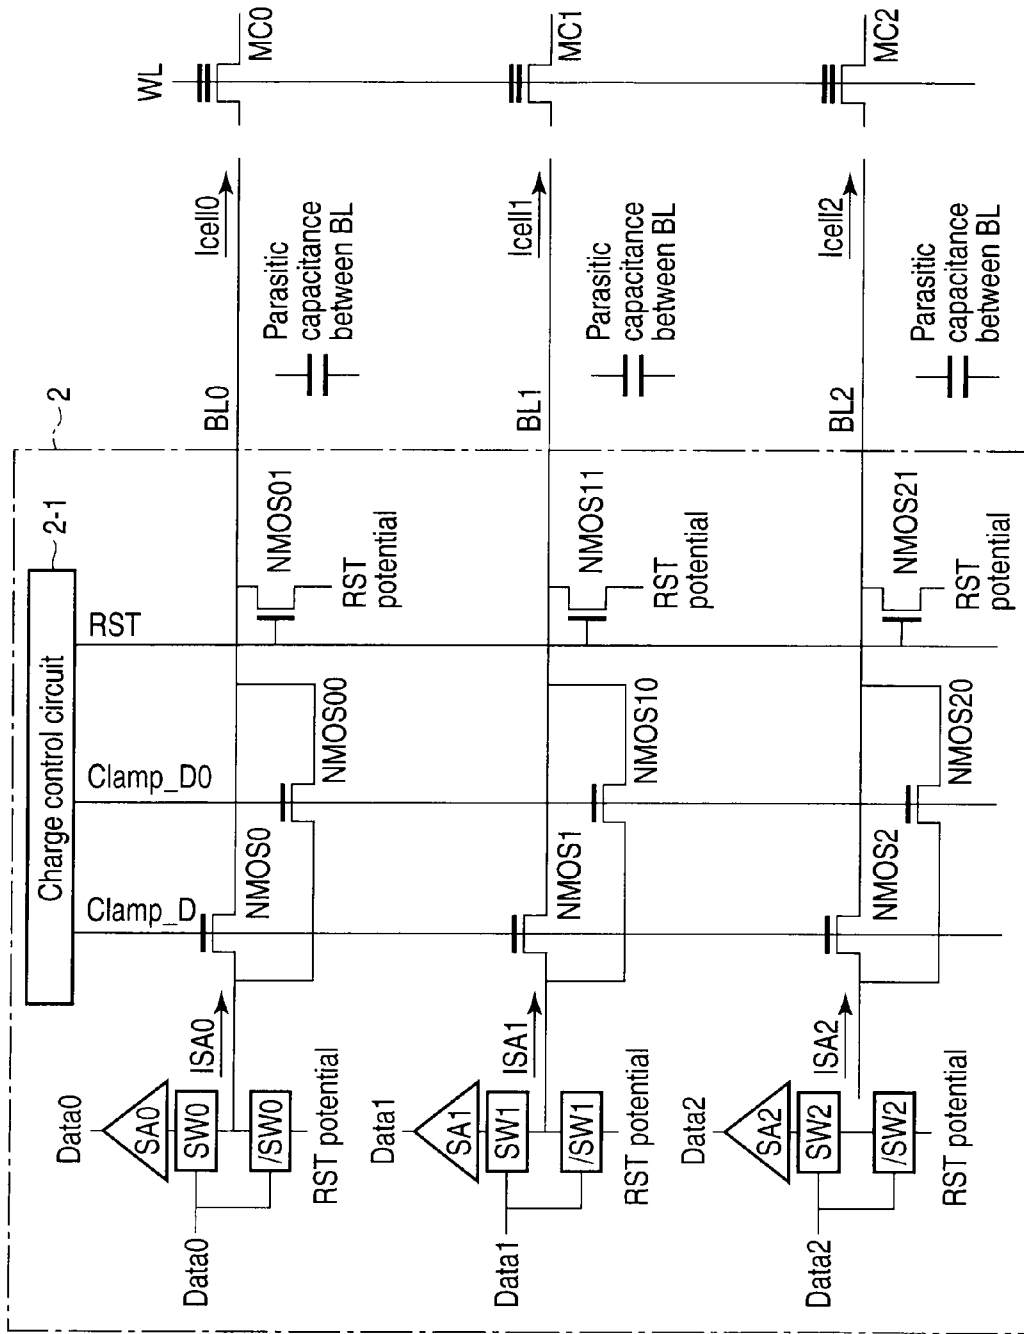 2
2-1
Charge control circuit
Clamp_D
Clamp_D0
RST
WL
Data0
SA0
SW0
/SW0
Data0
RST potential
ISA0
NMOS0
NMOS00
NMOS01
RST
potential
BL0
Icell0
MC0
Parasitic
capacitance
between BL
Data1
SA1
SW1
/SW1
Data1
RST potential
ISA1
NMOS1
NMOS10
NMOS11
RST
potential
BL1
Icell1
MC1
Parasitic
capacitance
between BL
Data2
SA2
SW2
/SW2
Data2
RST potential
ISA2
NMOS2
NMOS20
NMOS21
RST
potential
BL2
Icell2
MC2
Parasitic
capacitance
between BL